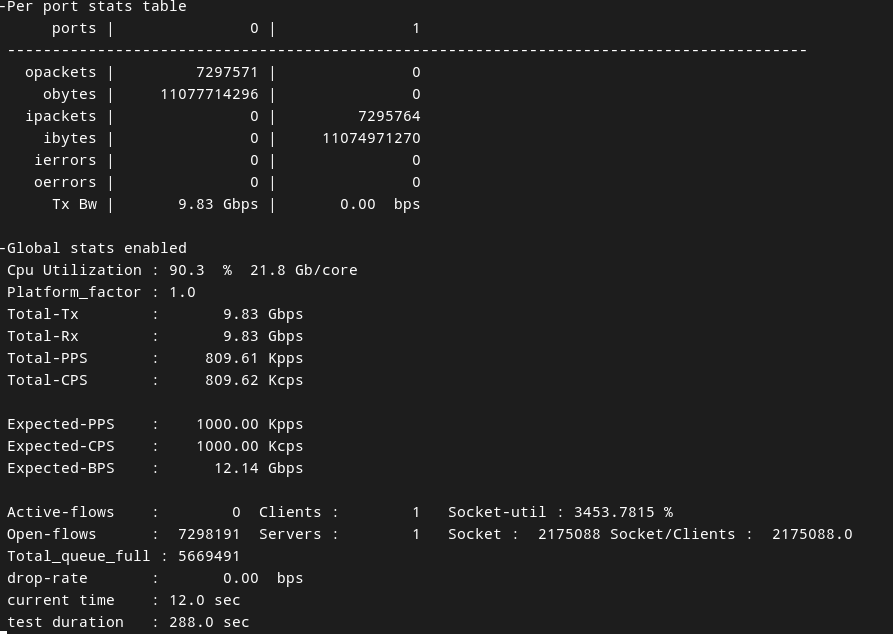 -Per port stats table
ports | 0 | 1
-----------------------------------------------------------------------------------------
opackets | 7297571 | 0
obytes | 11077714296 | 0
ipackets | 0 | 7295764
ibytes | 0 | 11074971270
ierrors | 0 | 0
oerrors | 0 | 0
Tx Bw | 9.83 Gbps | 0.00 bps
-Global stats enabled
Cpu Utilization : 90.3 % 21.8 Gb/core
Platform_factor : 1.0
Total-Tx : 9.83 Gbps
Total-Rx : 9.83 Gbps
Total-PPS : 809.61 Kpps
Total-CPS : 809.62 Kcps
Expected-PPS : 1000.00 Kpps
Expected-CPS : 1000.00 Kcps
Expected-BPS : 12.14 Gbps
Active-flows : 0 Clients : 1 Socket-util : 3453.7815 %
Open-flows : 7298191 Servers : 1 Socket : 2175088 Socket/Clients : 2175088.0
Total_queue_full : 5669491
drop-rate : 0.00 bps
current time : 12.0 sec
test duration : 288.0 sec